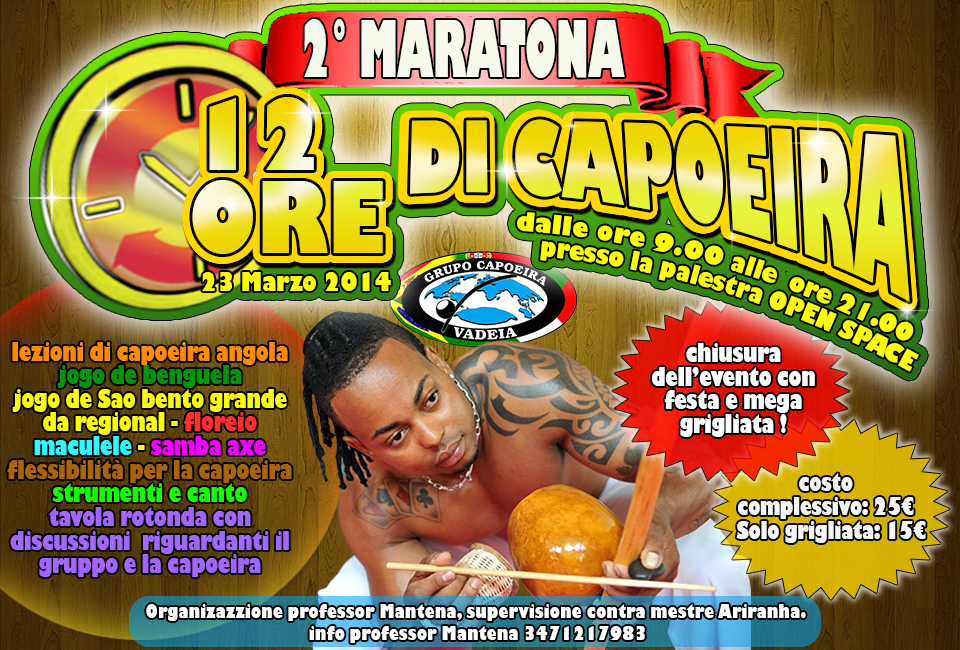 2° MARATONA
12
ORE
DI CAPOEIRA
23 Marzo 2014
dalle ore 9.00 alle ore 21.00
presso la palestra OPEN SPACE
GRUPO CAPOEIRA
VADEIA
lezioni di capoeira angola
jogo de benguela
jogo de Sao bento grande
da regional - floreio
maculele - samba axe
flessibilità per la capoeira
strumenti e canto
tavola rotonda con
discussioni riguardanti il
gruppo e la capoeira
chiusura
dell'evento con
festa e mega
grigliata !
costo
complessivo: 25€
Solo grigliata: 15€
Organizazzione professor Mantena, supervisione contra mestre Ariranha.
info professor Mantena 3471217983